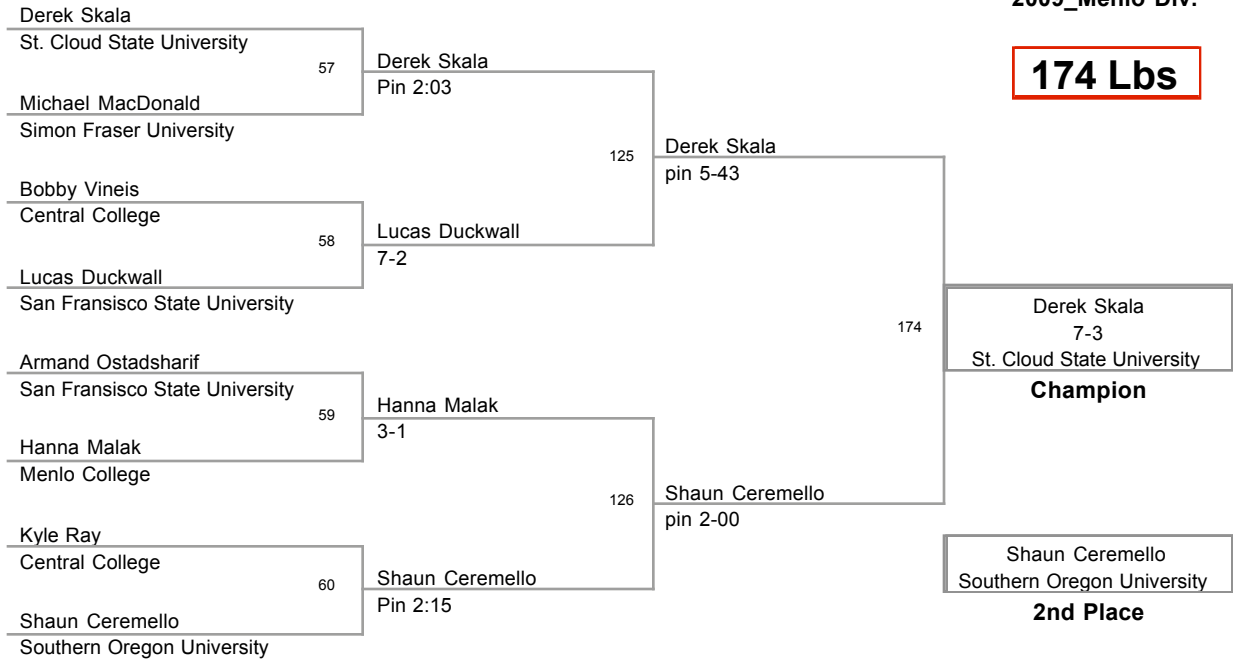 2009_Menlo Div.
174 Lbs
Derek Skala
St. Cloud State University
57
Michael MacDonald
Simon Fraser University
Derek Skala
Pin 2:03
Bobby Vineis
Central College
58
Lucas Duckwall
San Fransisco State University
Lucas Duckwall
7-2
125
Derek Skala
pin 5-43
Armand Ostadsharif
San Fransisco State University
59
Hanna Malak
Menlo College
Hanna Malak
3-1
Kyle Ray
Central College
60
Shaun Ceremello
Southern Oregon University
Shaun Ceremello
Pin 2:15
126
Shaun Ceremello
pin 2-00
174
Derek Skala
7-3
St. Cloud State University
Champion
Shaun Ceremello
Southern Oregon University
2nd Place